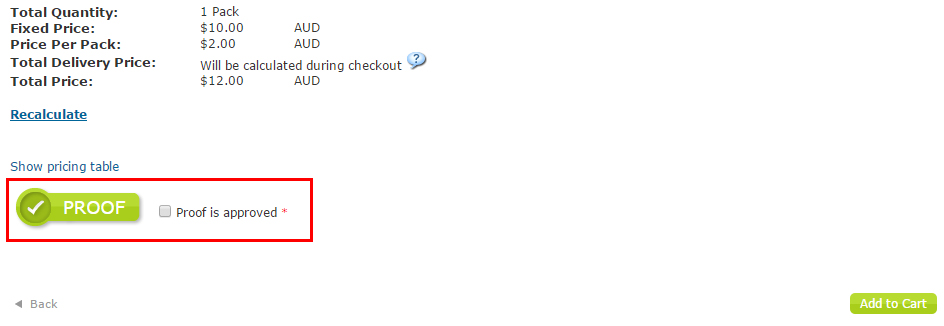 Total Quantity: 1 Pack
Fixed Price: $10.00 AUD
Price Per Pack: $2.00 AUD
Total Delivery Price: Will be calculated during checkout ?
Total Price: $12.00 AUD
Recalculate
Show pricing table
PROOF Proof is approved *
Back Add to Cart